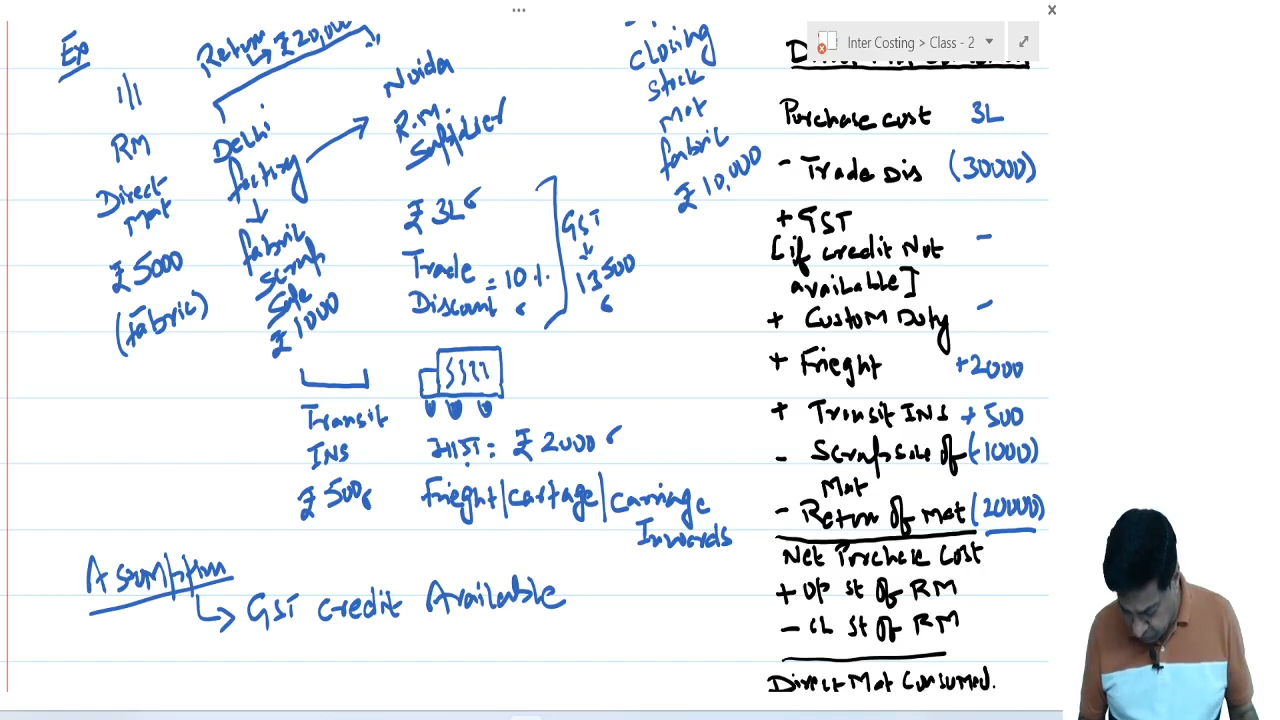 Inter Costing > Class - 2
Ex
1/1
RM
Direct
Mat
₹5000
(fabric)
Return
₹20,000
Delhi
factory
fabric
scrap
Sale
₹1000
Noida
R.M.
Supplier
₹3L
Trade
Discount = 10%
GST
13500
closing
stock
Mat
fabric
₹10,000
Transit
INS
₹500
भाड़ा: ₹2000
Frieght/cartage/carriage
Inwards
Assumption
GST credit Available
Purchase cost 3L
- Trade Dis (30000)
+ GST
[if credit Not -
available]
+ Custom Duty -
+ Frieght +2000
+ Transit INS +500
- Scrap sale of (-1000)
Mat
- Return of mat (20000)
Net Prrchase Cost
+ OP st of RM
- CL st of RM
Direct Mat Consumed.